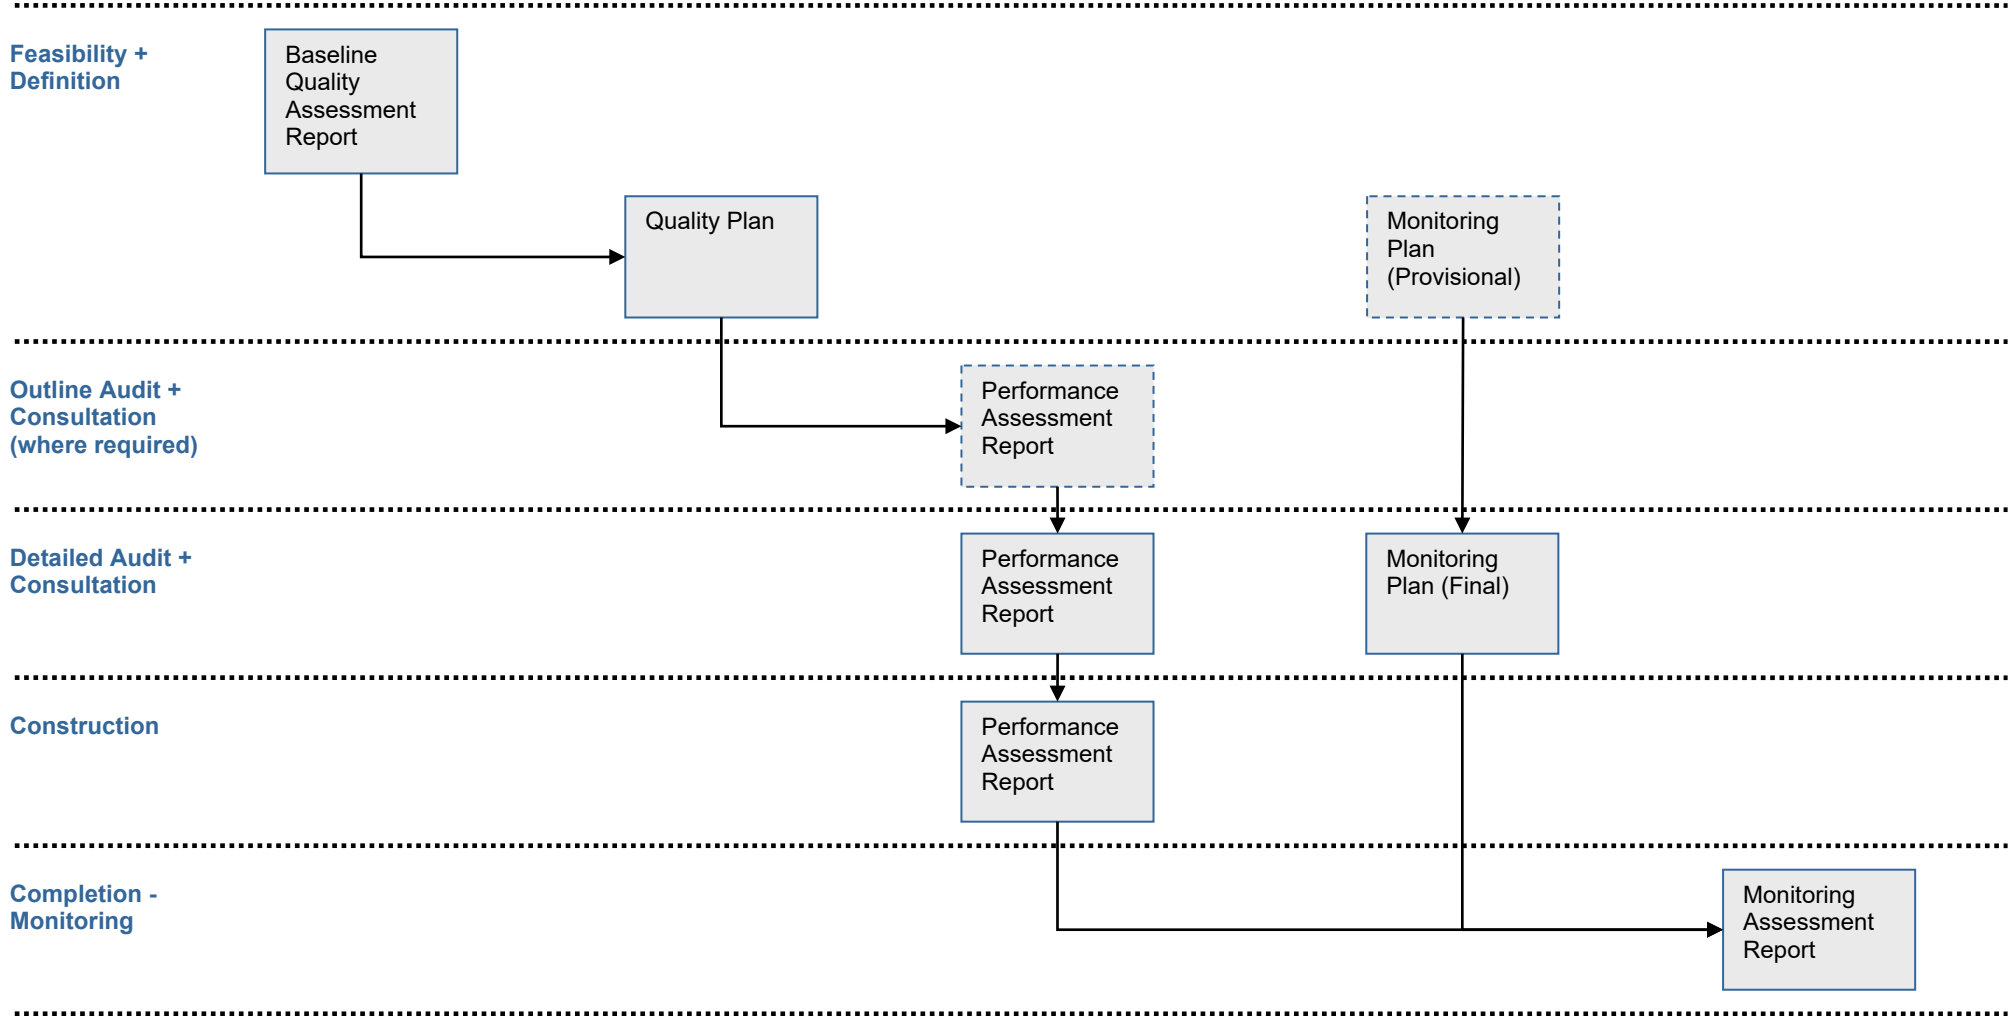 Feasibility +
Definition
Baseline
Quality
Assessment
Report
Quality Plan
Monitoring
Plan
(Provisional)
Outline Audit +
Consultation
(where required)
Performance
Assessment
Report
Detailed Audit +
Consultation
Performance
Assessment
Report
Monitoring
Plan (Final)
Construction
Performance
Assessment
Report
Completion -
Monitoring
Monitoring
Assessment
Report